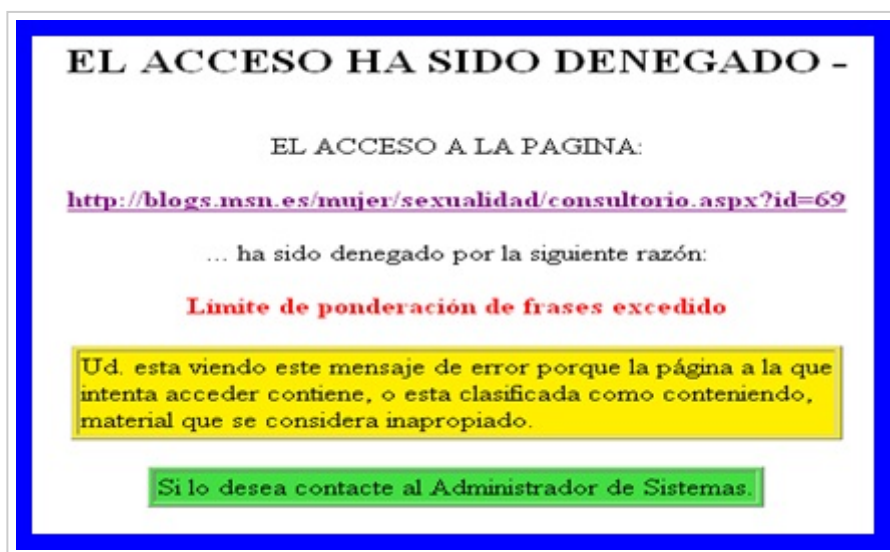 EL ACCESO HA SIDO DENEGADO -
EL ACCESO A LA PAGINA:
http://blogs.msn.es/mujer/sexualidad/consultorio.aspx?id=69
... ha sido denegado por la siguiente razón:
Límite de ponderación de frases excedido
Ud. esta viendo este mensaje de error porque la página a la que
intenta acceder contiene, o esta clasificada como conteniendo,
material que se considera inapropiado.
Si lo desea contacte al Administrador de Sistemas.